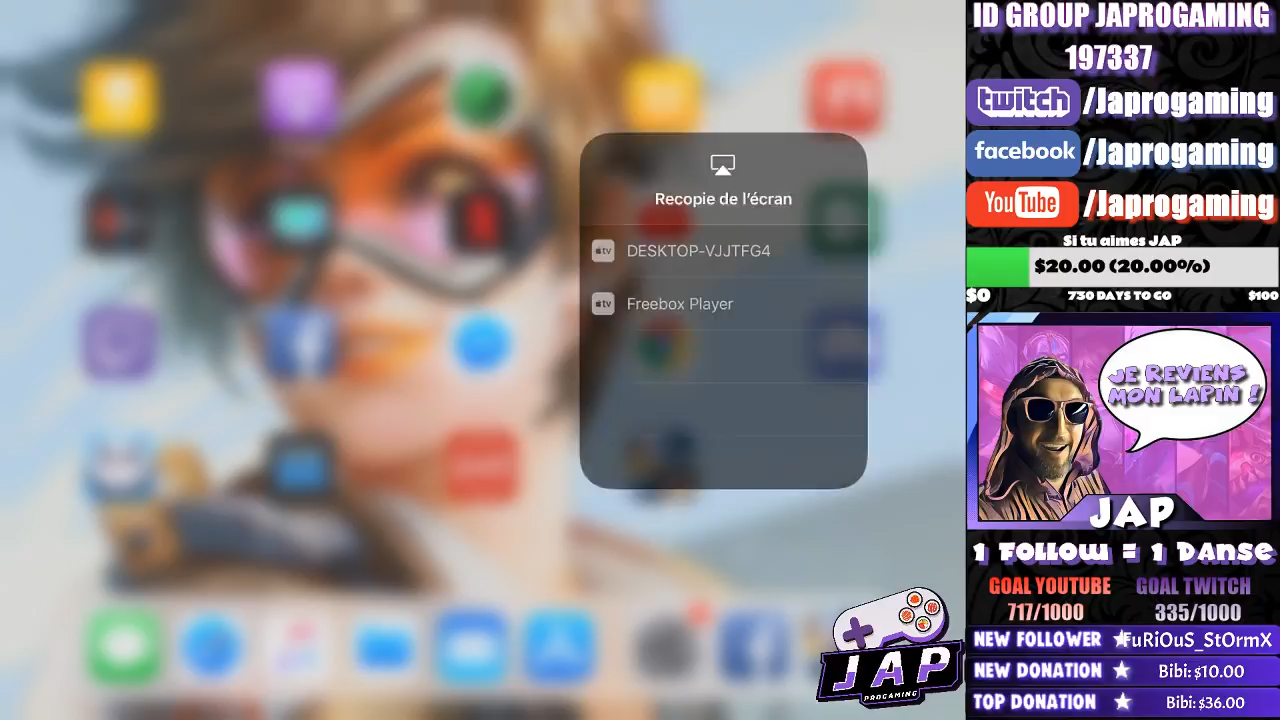 Recopie de l'écran
tv DESKTOP-VJJTFG4
tv Freebox Player
ID GROUP JAPROGAMING
197337
twitch /Japrogaming
facebook /Japrogaming
YouTube /Japrogaming
Si tu aimes JAP
$20.00 (20.00%)
$0 730 DAYS TO GO $100
JE REVIENS
MON LAPIN !
JAP
1 Follow = 1 Danse
GOAL YOUTUBE GOAL TWITCH
717/1000 335/1000
NEW FOLLOWER ★ FuRiOuS_StOrmX
NEW DONATION ★ Bibi: $10.00
TOP DONATION ★ Bibi: $36.00
JAP
PROGAMING